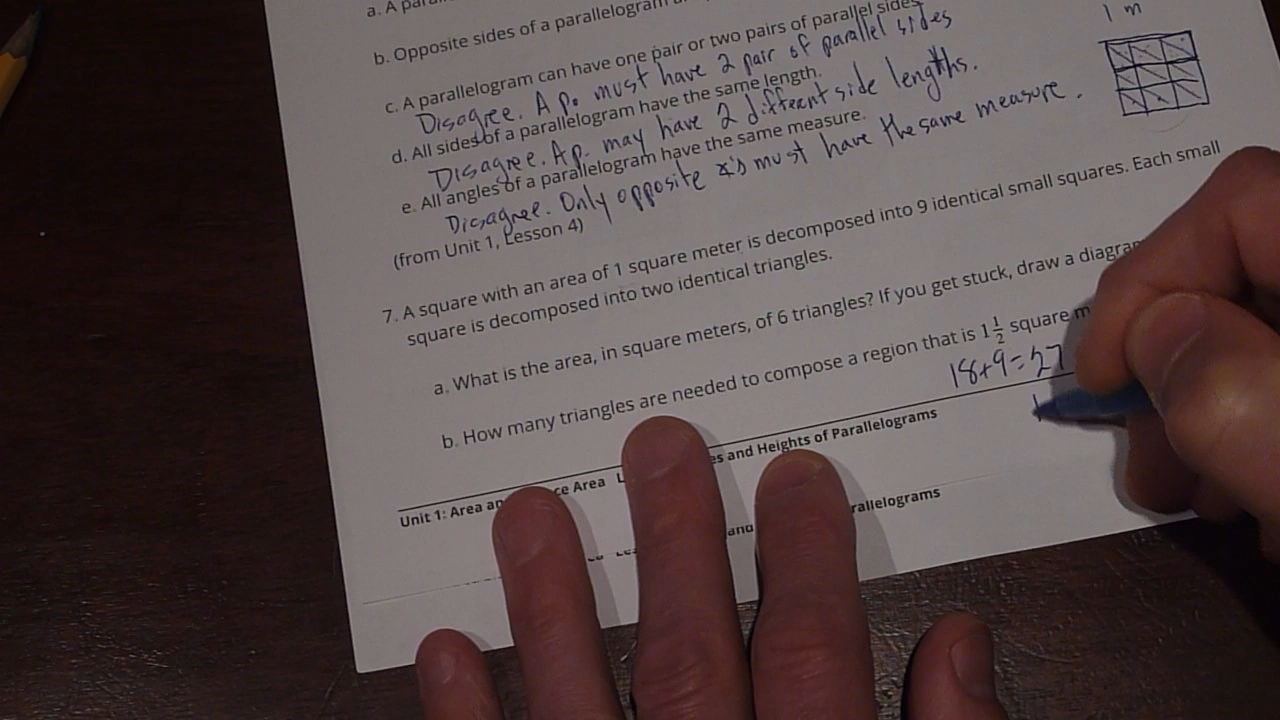 a. A
b. Opposite sides of a parallelogram
c. A parallelogram can have one pair or two pairs of parallel sides
Disagree. A p. must have 2 pair of parallel sides
d. All sides of a parallelogram have the same length.
Disagree. A p. may have 2 different side lengths.
e. All angles of a parallelogram have the same measure.
Disagree. Only opposite ∡'s must have the same measure.
(from Unit 1, Lesson 4)
1 m
7. A square with an area of 1 square meter is decomposed into 9 identical small squares. Each small
square is decomposed into two identical triangles.
a. What is the area, in square meters, of 6 triangles? If you get stuck, draw a
b. How many triangles are needed to compose a region that is 1 1/2 square
18+9=27
Unit 1: Area Area and Heights of Parallelograms